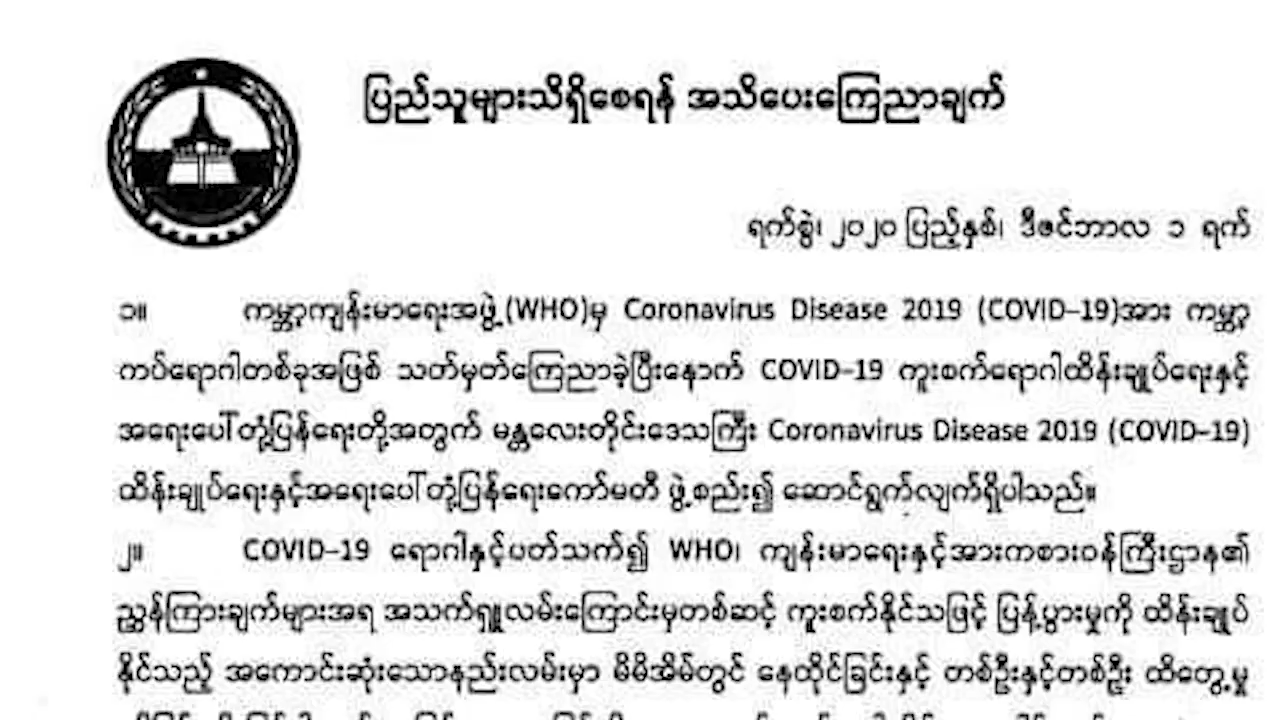 ပြည်သူများသိရှိစေရန် အသိပေးကြေညာချက်
ရက်စွဲ၊ ၂၀၂၀ ပြည့်နှစ်၊ ဒီဇင်ဘာလ ၁ ရက်
၁။ ကမ္ဘာ့ကျန်းမာရေးအဖွဲ့(WHO)မှ Coronavirus Disease 2019 (COVID-19)အား ကမ္ဘာ့
ကပ်ရောဂါတစ်ခုအဖြစ် သတ်မှတ်ကြေညာခဲ့ပြီးနောက် COVID-19 ကူးစက်ရောဂါထိန်းချုပ်ရေးနှင့်
အရေးပေါ်တုံ့ပြန်ရေးတို့အတွက် မန္တလေးတိုင်းဒေသကြီး Coronavirus Disease 2019 (COVID-19)
ထိန်းချုပ်ရေးနှင့်အရေးပေါ်တုံ့ပြန်ရေးကော်မတီ ဖွဲ့စည်း၍ ဆောင်ရွက်လျက်ရှိပါသည်။
၂။ COVID-19 ရောဂါနှင့်ပတ်သက်၍ WHO၊ ကျန်းမာရေးနှင့်အားကစားဝန်ကြီးဌာန၏
ညွှန်ကြားချက်များအရ အသက်ရှူလမ်းကြောင်းမှတစ်ဆင့် ကူးစက်နိုင်သဖြင့် ပြန့်ပွားမှုကို ထိန်းချုပ်
နိုင်သည့် အကောင်းဆုံးသောနည်းလမ်းမှာ မိမိအိမ်တွင် နေထိုင်ခြင်းနှင့် တစ်ဦးနှင့်တစ်ဦး ထိတွေ့မှု